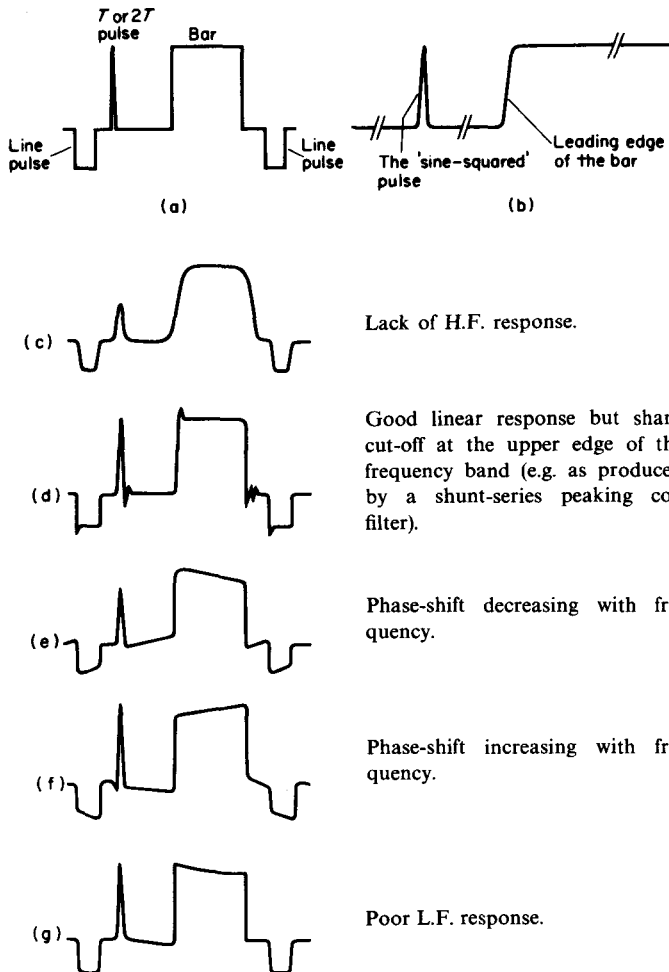 T or 2T
pulse
Bar
Line
pulse
Line
pulse
(a)
The 'sine-squared'
pulse
Leading edge
of the bar
(b)
(c)
Lack of H.F. response.
(d)
Good linear response but shar
cut-off at the upper edge of th
frequency band (e.g. as produce
by a shunt-series peaking co
filter).
(e)
Phase-shift decreasing with fr
quency.
(f)
Phase-shift increasing with fr
quency.
(g)
Poor L.F. response.